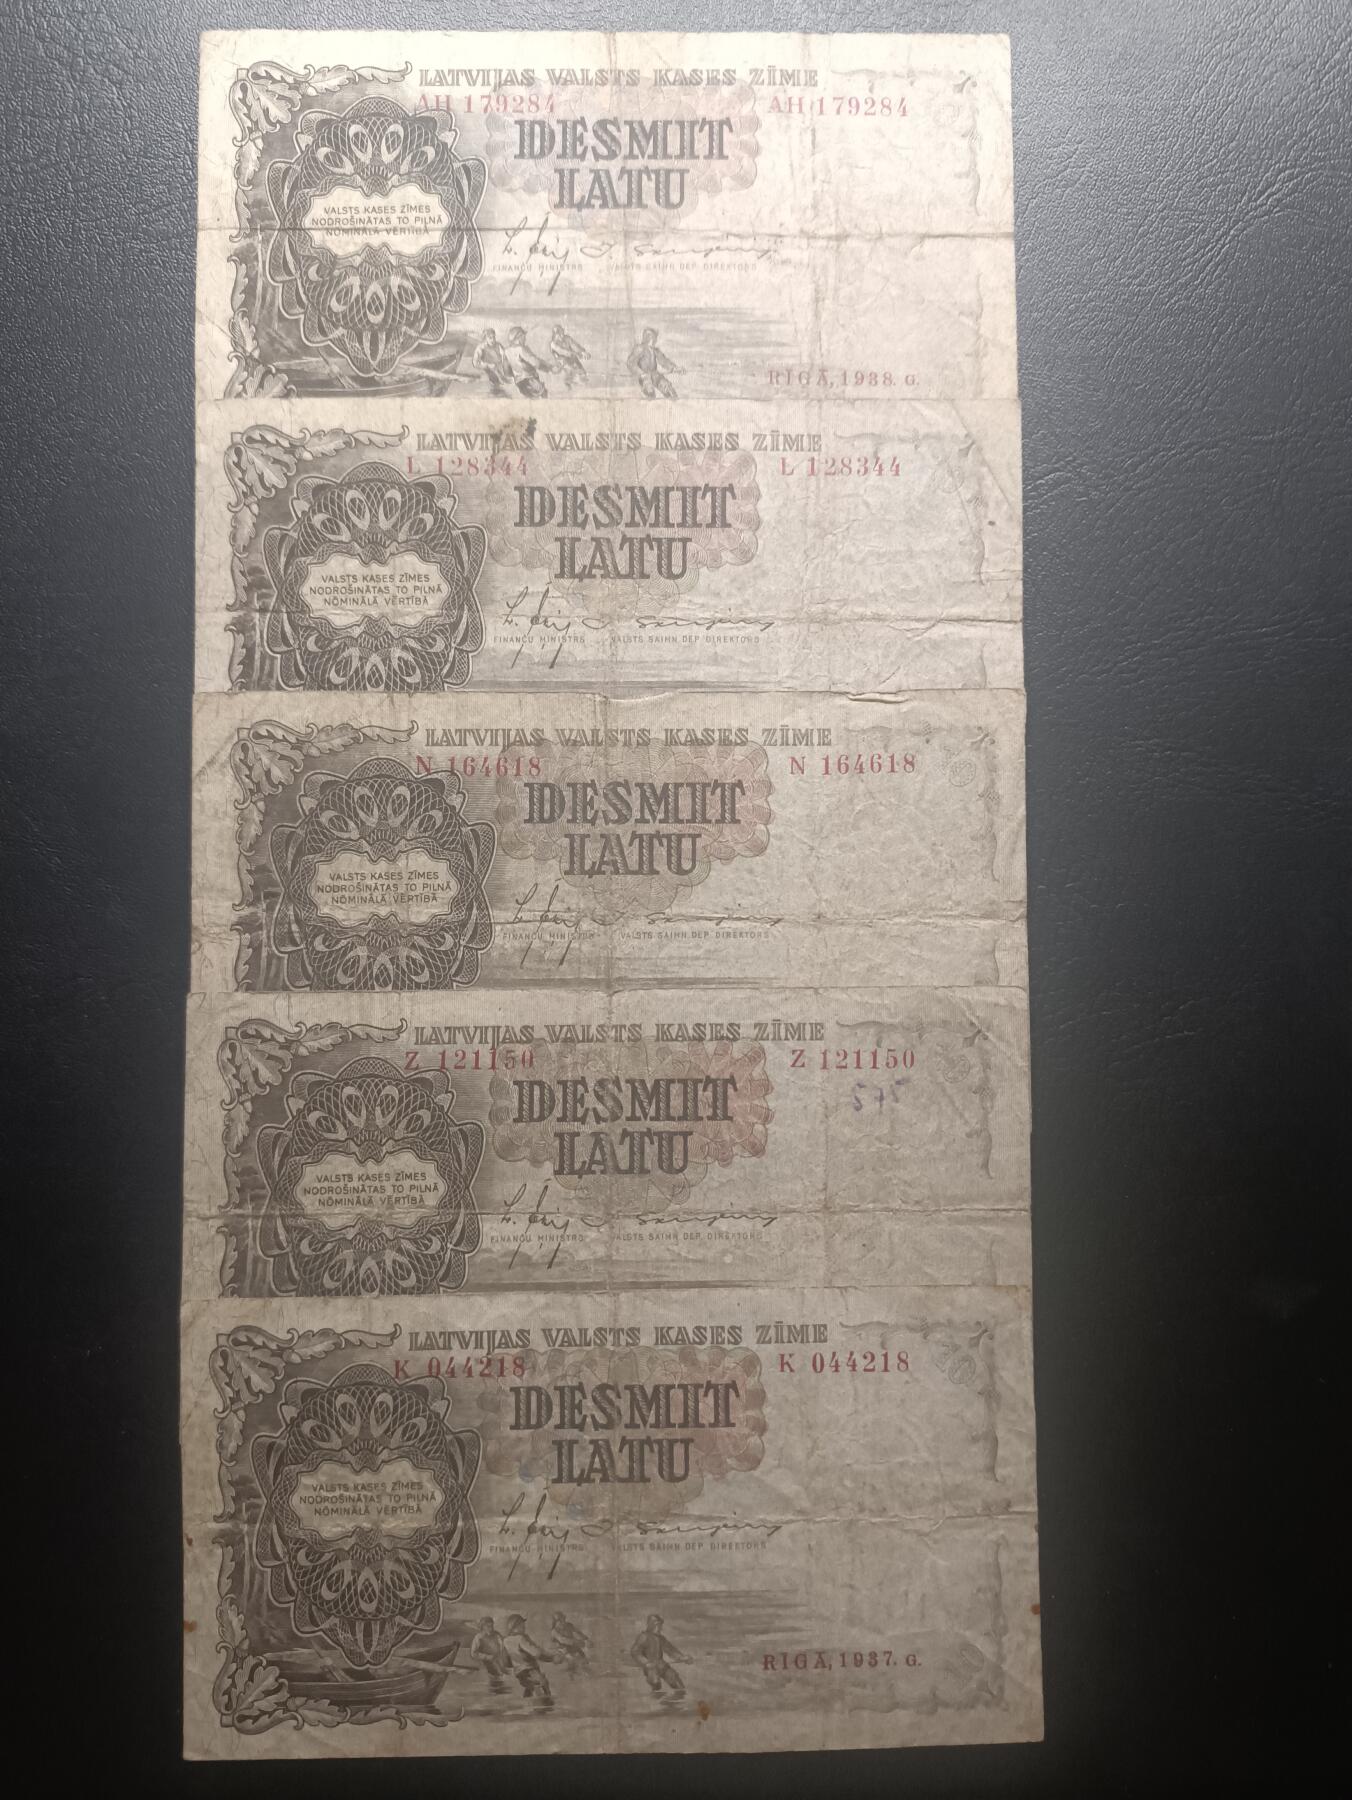 LATVIJAS VALSTS KASES ZĪME
AH 179284 AH 179284
DESMIT
LATU
VALSTS KASES ZĪMES
NODROŠINĀTAS TO PILNĀ
NOMINĀLĀ VĒRTĪBĀ
FINANČU MINISTRS VALSTS SAIMN DEP DIREKTORS
RĪGĀ, 1938. G.
LATVIJAS VALSTS KASES ZĪME
L 128344 L 128344
DESMIT
LATU
VALSTS KASES ZĪMES
NODROŠINĀTAS TO PILNĀ
NOMINĀLĀ VĒRTĪBĀ
FINANČU MINISTRS VALSTS SAIMN DEP DIREKTORS
LATVIJAS VALSTS KASES ZĪME
N 164618 N 164618
DESMIT
LATU
VALSTS KASES ZĪMES
NODROŠINĀTAS TO PILNĀ
NOMINĀLĀ VĒRTĪBĀ
FINANČU MINISTRS VALSTS SAIMN DEP DIREKTORS
LATVIJAS VALSTS KASES ZĪME
Z 121150 Z 121150
DESMIT
LATU
VALSTS KASES ZĪMES
NODROŠINĀTAS TO PILNĀ
NOMINĀLĀ VĒRTĪBĀ
FINANČU MINISTRS VALSTS SAIMN DEP DIREKTORS
LATVIJAS VALSTS KASES ZĪME
K 044218 K 044218
10
DESMIT
LATU
VALSTS KASES ZĪMES
NODROŠINĀTAS TO PILNĀ
NOMINĀLĀ VĒRTĪBĀ
FINANČU MINISTRS VALSTS SAIMN DEP DIREKTORS
RĪGĀ, 1937. G.
10